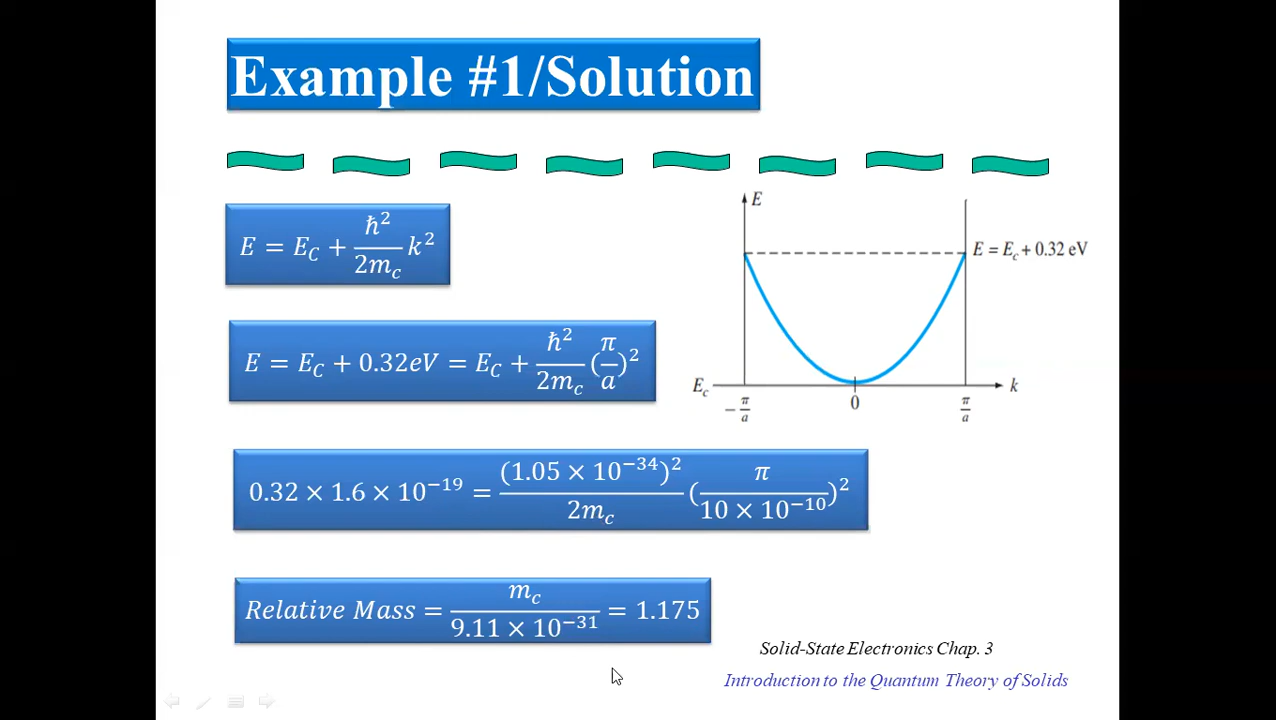 Example #1/Solution
E = E_C + ħ²/2m_c k²
E = E_C + 0.32eV = E_C + ħ²/2m_c (π/a)²
0.32 × 1.6 × 10⁻¹⁹ = (1.05 × 10⁻³⁴)²/2m_c (π/10 × 10⁻¹⁰)²
Relative Mass = m_c/9.11 × 10⁻³¹ = 1.175
E
E = E_c + 0.32 eV
E_c
k
−π/a
0
π/a
Solid-State Electronics Chap. 3
Introduction to the Quantum Theory of Solids